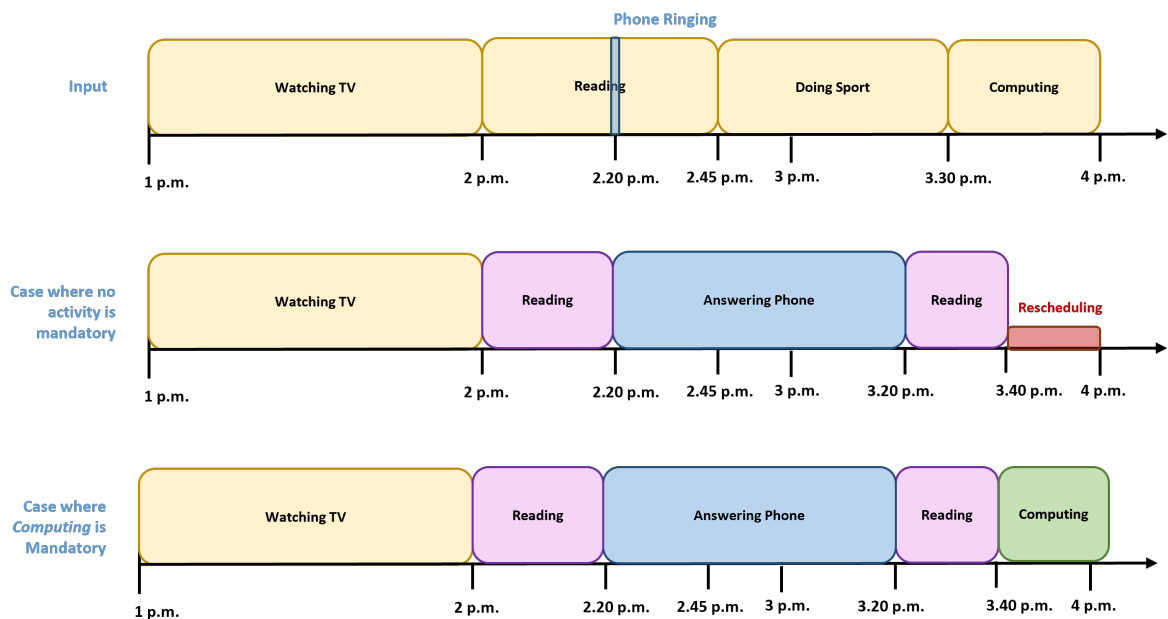 Phone Ringing
Input
Watching TV
Reading
Doing Sport
Computing
1 p.m.
2 p.m.
2.20 p.m.
2.45 p.m.
3 p.m.
3.30 p.m.
4 p.m.
Case where no
activity is
mandatory
Watching TV
Reading
Answering Phone
Reading
Rescheduling
1 p.m.
2 p.m.
2.20 p.m.
2.45 p.m.
3 p.m.
3.20 p.m.
3.40 p.m.
4 p.m.
Case where
Computing is
Mandatory
Watching TV
Reading
Answering Phone
Reading
Computing
1 p.m.
2 p.m.
2.20 p.m.
2.45 p.m.
3 p.m.
3.20 p.m.
3.40 p.m.
4 p.m.